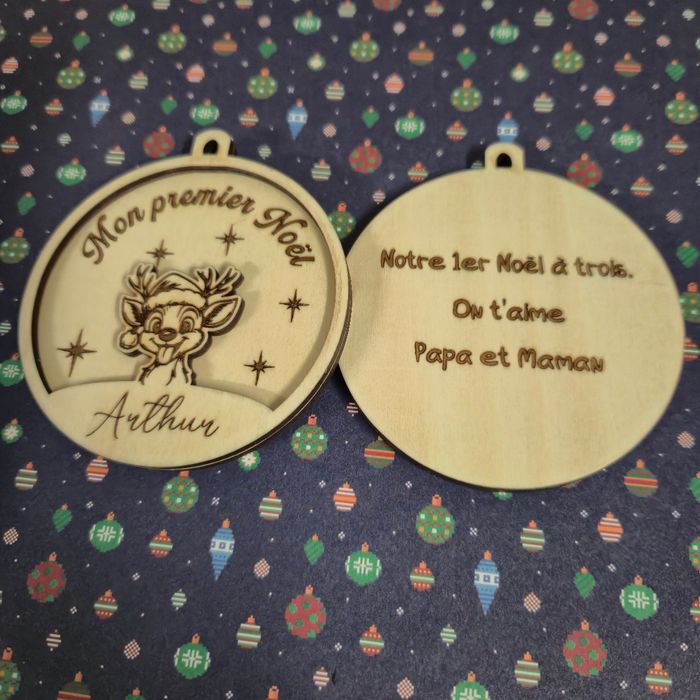 Mon premier Noël
Arthur
Notre 1er Noël à trois.
On t'aime
Papa et Maman